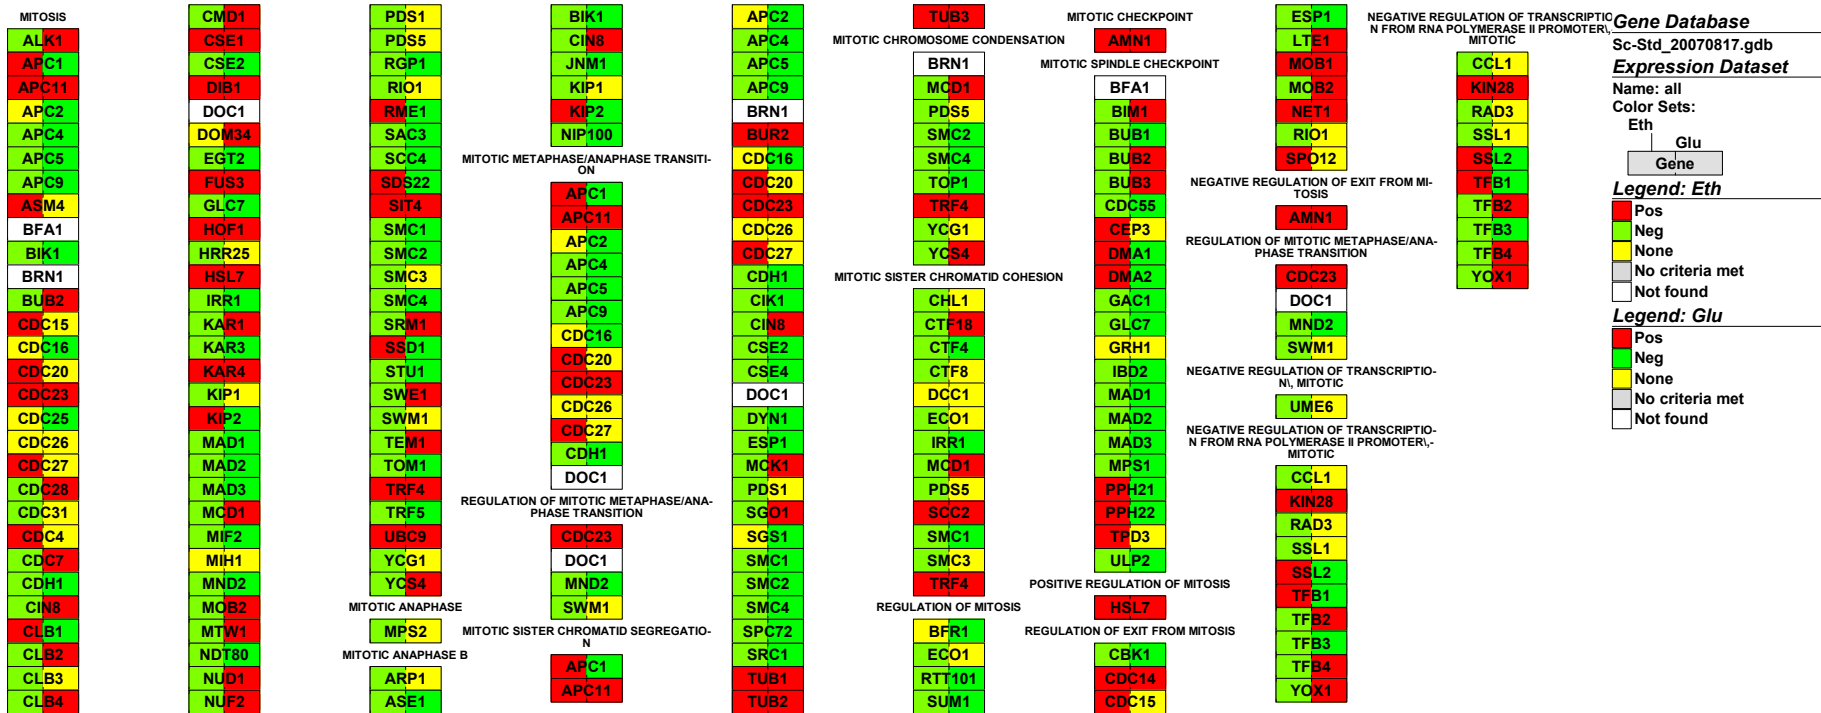 MITOSIS
ALK1
APC1
APC11
APC2
APC4
APC5
APC9
ASM4
BFA1
BIK1
BRN1
BUB2
CDC15
CDC16
CDC20
CDC23
CDC25
CDC26
CDC27
CDC28
CDC31
CDC4
CDC7
CDH1
CIN8
CLB1
CLB2
CLB3
CLB4
CMD1
CSE1
CSE2
DIB1
DOC1
DOM34
EGT2
FUS3
GLC7
HOF1
HRR25
HSL7
IRR1
KAR1
KAR3
KAR4
KIP1
KIP2
MAD1
MAD2
MAD3
MCD1
MIF2
MIH1
MND2
MOB2
MTW1
NDT80
NUD1
NUF2
PDS1
PDS5
RGP1
RIO1
RME1
SAC3
SCC4
SDS22
SIT4
SMC1
SMC2
SMC3
SMC4
SRM1
SSD1
STU1
SWE1
SWM1
TEM1
TOM1
TRF4
TRF5
UBC9
YCG1
YCS4
MITOTIC ANAPHASE
MPS2
MITOTIC ANAPHASE B
ARP1
ASE1
BIK1
CIN8
JNM1
KIP1
KIP2
NIP100
MITOTIC METAPHASE/ANAPHASE TRANSITI-
ON
APC1
APC11
APC2
APC4
APC5
APC9
CDC16
CDC20
CDC23
CDC26
CDC27
CDH1
DOC1
REGULATION OF MITOTIC METAPHASE/ANA-
PHASE TRANSITION
CDC23
DOC1
MND2
SWM1
MITOTIC SISTER CHROMATID SEGREGATIO-
N
APC1
APC11
APC2
APC4
APC5
APC9
BRN1
BUR2
CDC16
CDC20
CDC23
CDC26
CDC27
CDH1
CIK1
CIN8
CSE2
CSE4
DOC1
DYN1
ESP1
MCK1
PDS1
SGO1
SGS1
SMC1
SMC2
SMC4
SPC72
SRC1
TUB1
TUB2
TUB3
MITOTIC CHROMOSOME CONDENSATION
BRN1
MCD1
PDS5
SMC2
SMC4
TOP1
TRF4
YCG1
YCS4
MITOTIC SISTER CHROMATID COHESION
CHL1
CTF18
CTF4
CTF8
DCC1
ECO1
IRR1
MCD1
PDS5
SCC2
SMC1
SMC3
TRF4
REGULATION OF MITOSIS
BFR1
ECO1
RTT101
SUM1
MITOTIC CHECKPOINT
AMN1
MITOTIC SPINDLE CHECKPOINT
BFA1
BIM1
BUB1
BUB2
BUB3
CDC55
CEP3
DMA1
DMA2
GAC1
GLC7
GRH1
IBD2
MAD1
MAD2
MAD3
MPS1
PPH21
PPH22
TPD3
ULP2
POSITIVE REGULATION OF MITOSIS
HSL7
REGULATION OF EXIT FROM MITOSIS
CBK1
CDC14
CDC15
ESP1
LTE1
MOB1
MOB2
NET1
RIO1
SPO12
NEGATIVE REGULATION OF EXIT FROM MI-
TOSIS
AMN1
REGULATION OF MITOTIC METAPHASE/ANA-
PHASE TRANSITION
CDC23
DOC1
MND2
SWM1
NEGATIVE REGULATION OF TRANSCRIPTIO-
N\, MITOTIC
UME6
NEGATIVE REGULATION OF TRANSCRIPTIO-
N FROM RNA POLYMERASE II PROMOTER\,-
MITOTIC
CCL1
KIN28
RAD3
SSL1
SSL2
TFB1
TFB2
TFB3
TFB4
YOX1
NEGATIVE REGULATION OF TRANSCRIPTIO
N FROM RNA POLYMERASE II PROMOTER\,
MITOTIC
CCL1
KIN28
RAD3
SSL1
SSL2
TFB1
TFB2
TFB3
TFB4
YOX1
Gene Database
Sc-Std_20070817.gdb
Expression Dataset
Name: all
Color Sets:
Eth
Glu
Gene
Legend: Eth
Pos
Neg
None
No criteria met
Not found
Legend: Glu
Pos
Neg
None
No criteria met
Not found